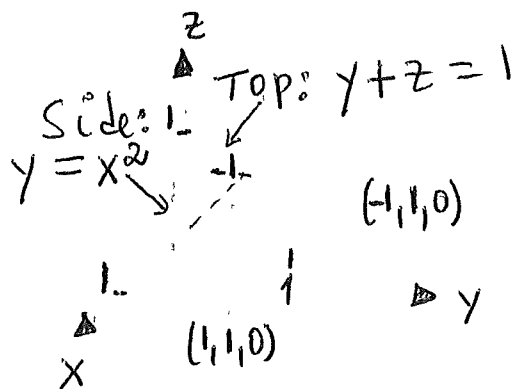 z
Top: y+z=1
Side: 1
y=x²
-1
(-1,1,0)
1
1
y
(1,1,0)
x